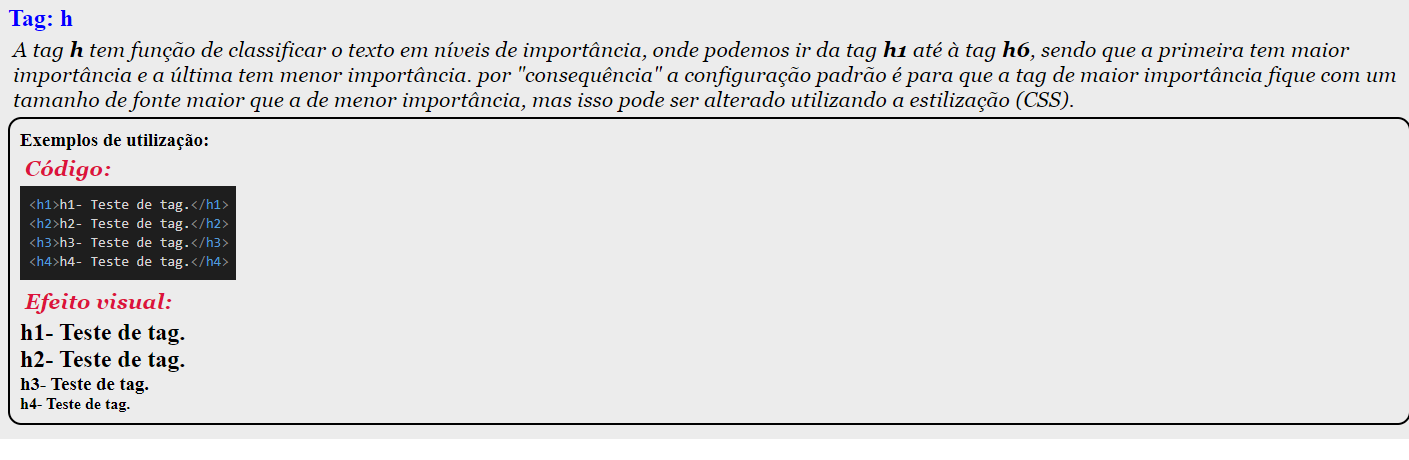 Tag: h
A tag h tem função de classificar o texto em níveis de importância, onde podemos ir da tag h1 até à tag h6, sendo que a primeira tem maior
importância e a última tem menor importância. por "consequência" a configuração padrão é para que a tag de maior importância fique com um
tamanho de fonte maior que a de menor importância, mas isso pode ser alterado utilizando a estilização (CSS).
Exemplos de utilização:
Código:
<h1>h1- Teste de tag.</h1>
<h2>h2- Teste de tag.</h2>
<h3>h3- Teste de tag.</h3>
<h4>h4- Teste de tag.</h4>
Efeito visual:
h1- Teste de tag.
h2- Teste de tag.
h3- Teste de tag.
h4- Teste de tag.